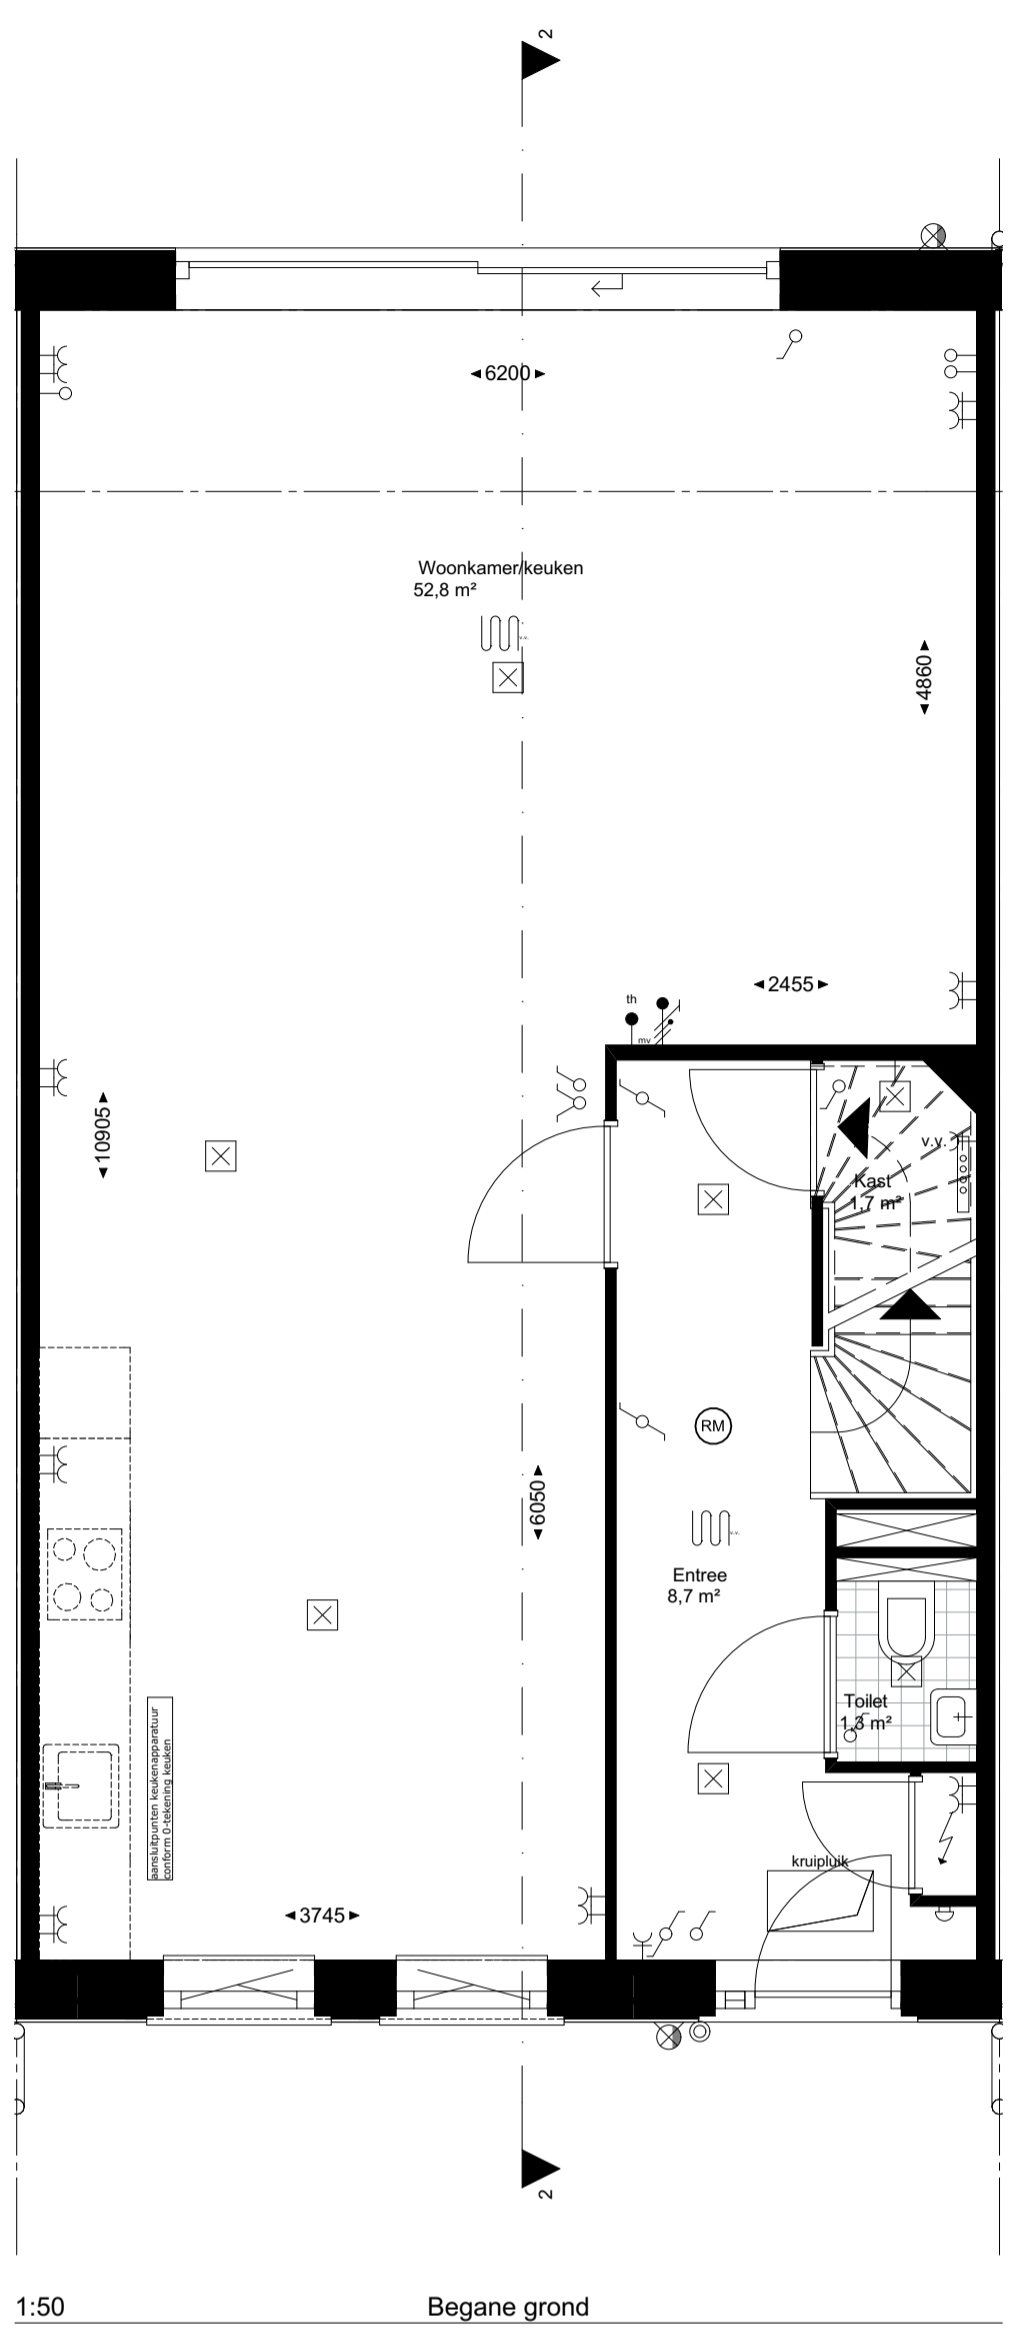 2
6200
Woonkamer/keuken
52,8 m²
v.v.
4860
2455
th
mv
10905
v.v.
Kast
1,7 m²
RM
6050
v.v.
Entree
8,7 m²
Toilet
1,3 m²
aansluitpunten keukenapparatuur
conform 0-tekening keuken
kruipluik
3745
2
1:50
Begane grond